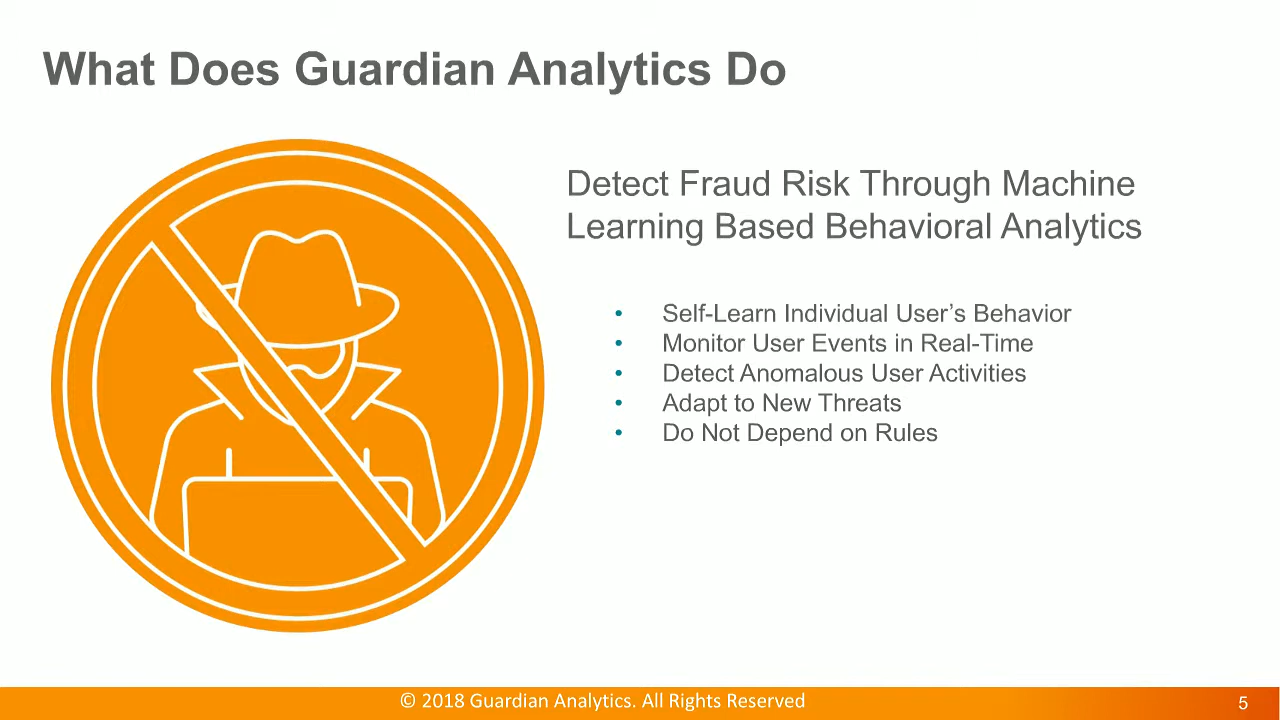 What Does Guardian Analytics Do
Detect Fraud Risk Through Machine
Learning Based Behavioral Analytics
• Self-Learn Individual User’s Behavior
• Monitor User Events in Real-Time
• Detect Anomalous User Activities
• Adapt to New Threats
• Do Not Depend on Rules
© 2018 Guardian Analytics. All Rights Reserved
5